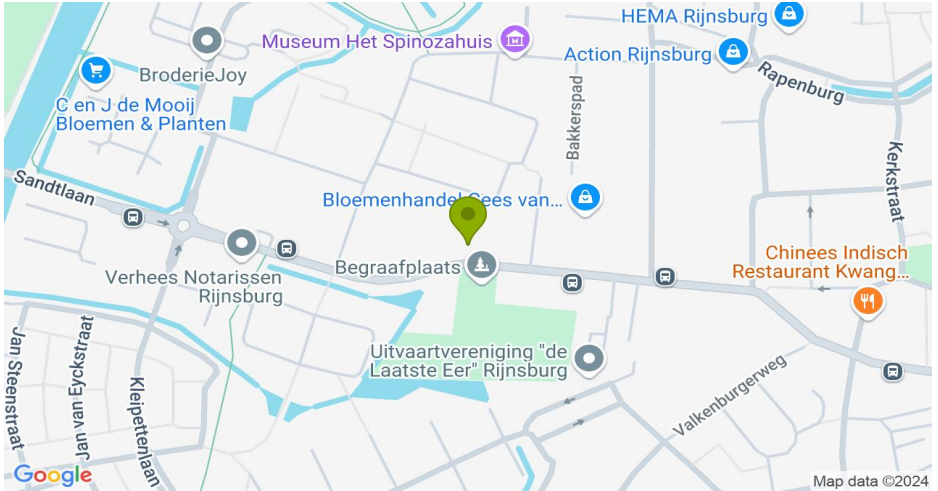 HEMA Rijnsburg
Museum Het Spinozahuis
Action Rijnsburg
BroderieJoy
Rapenburg
C en J de Mooij
Bloemen & Planten
Bakkerspad
Kerkstraat
Sandtlaan
Bloemenhandel Cees van...
Verhees Notarissen
Rijnsburg
Begraafplaats
Chinees Indisch
Restaurant Kwang...
Uitvaartvereniging "de
Laatste Eer" Rijnsburg
Jan Steenstraat
Jan van Eyckstraat
Kleipettenlaan
Valkenburgerweg
Google
Map data ©2024